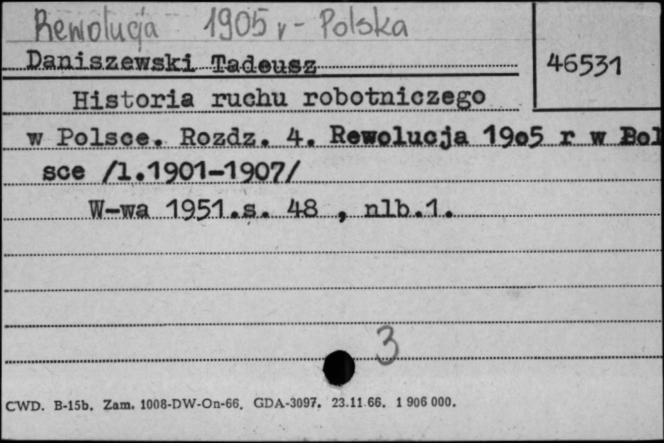 Rewolucja 1905 r - Polska
Daniszewski Tadeusz
46531
Historia ruchu robotniczego
w Polsce. Rozdz. 4. Rewolucja 19o5 r w Pol
sce /l.1901-1907/
W-wa 1951.s. 48 , nlb.1.
3
CWD. B-15b. Zam. 1008-DW-On-66. GDA-3097. 23.11.66. 1 906 000.